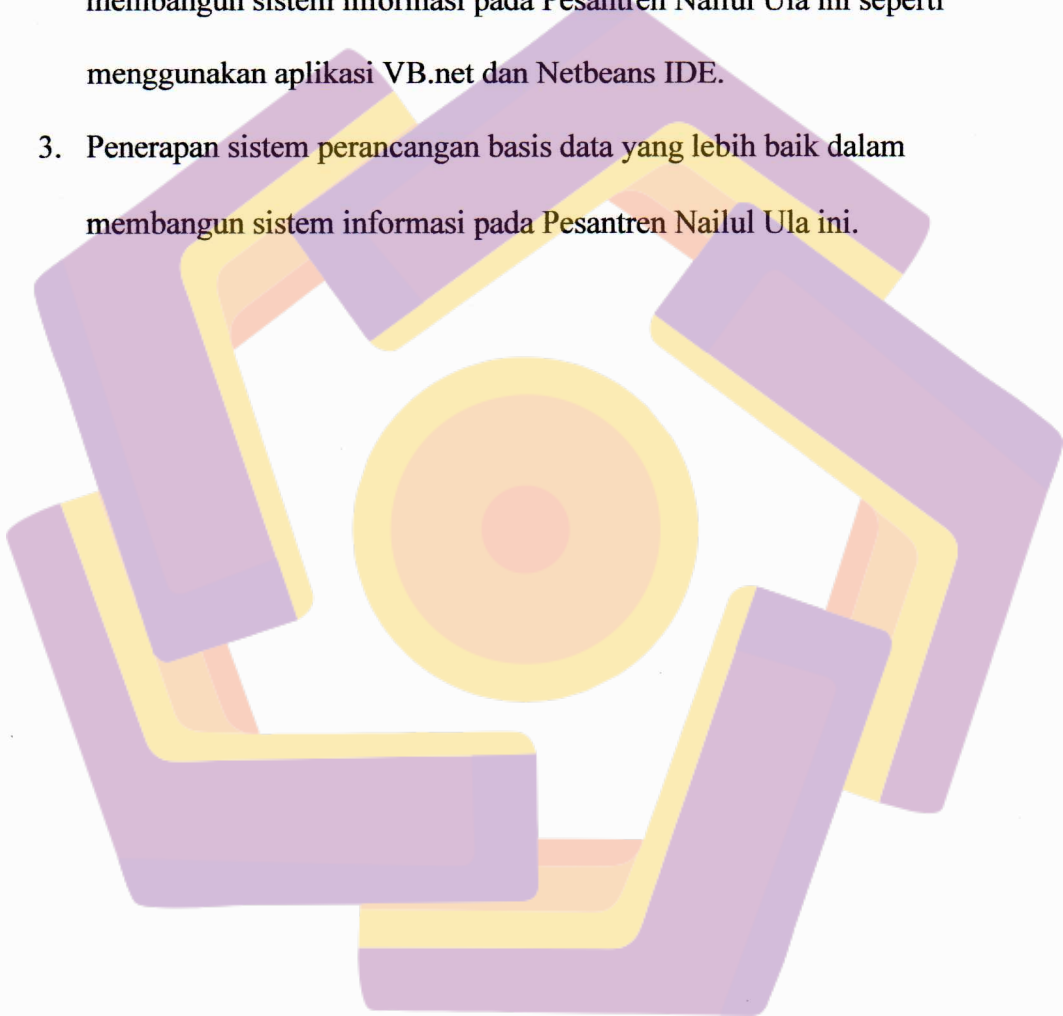 membangun sistem informasi pada Pesantren Nailul Ula ini seperti
menggunakan aplikasi VB.net dan Netbeans IDE.
3. Penerapan sistem perancangan basis data yang lebih baik dalam
membangun sistem informasi pada Pesantren Nailul Ula ini.